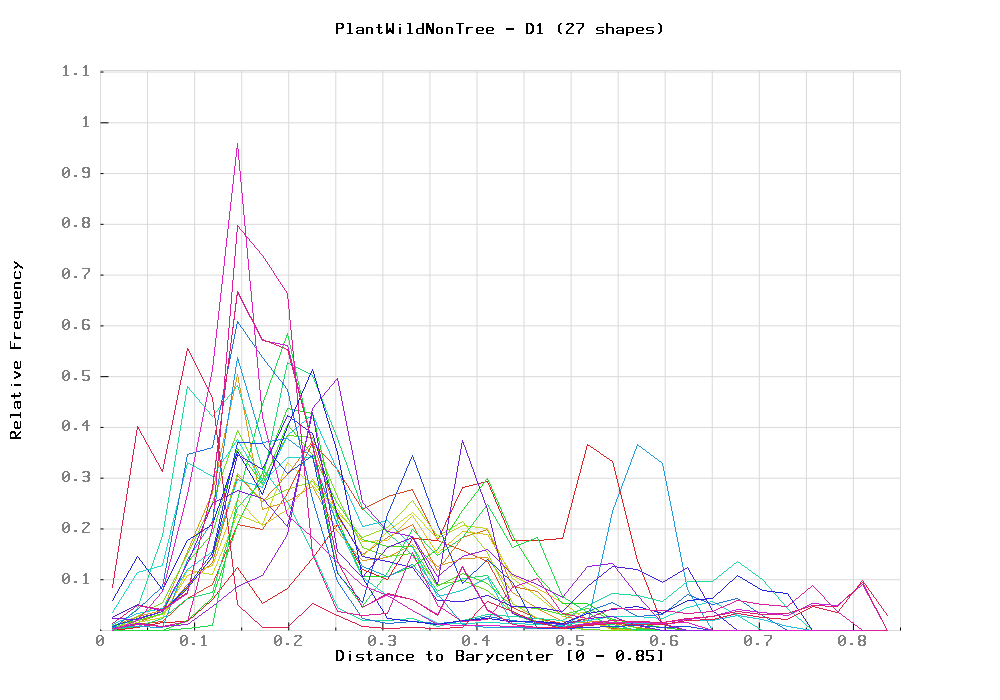 PlantWildNonTree - D1 (27 shapes)
1.1
1
0.9
0.8
0.7
0.6
0.5
0.4
0.3
0.2
0.1
Relative Frequency
0 0.1 0.2 0.3 0.4 0.5 0.6 0.7 0.8
Distance to Barycenter [0 - 0.85]